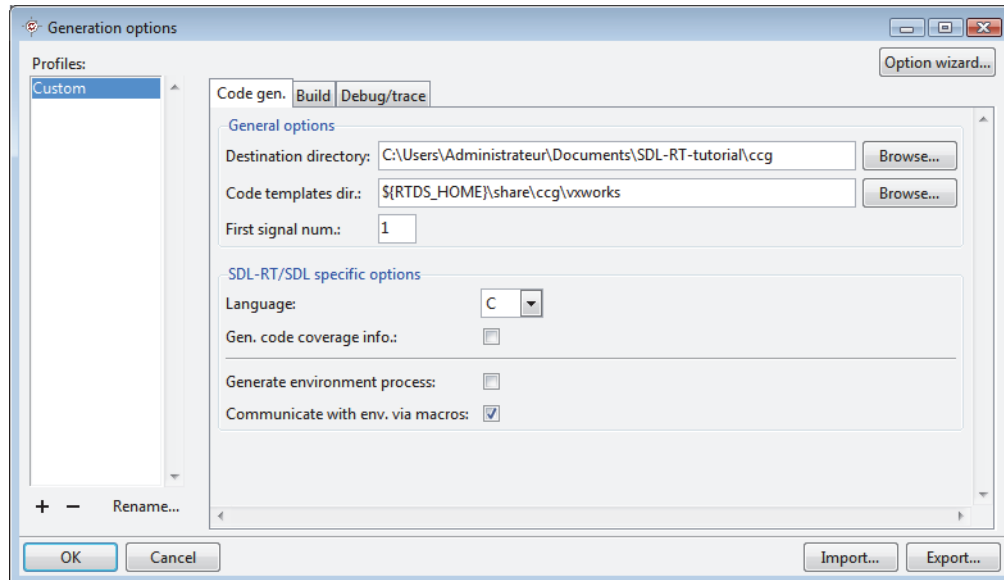 Generation options
Profiles:
Option wizard...
Custom
Code gen. Build Debug/trace
General options
Destination directory: C:\Users\Administrateur\Documents\SDL-RT-tutorial\ccg Browse...
Code templates dir.: ${RTDS_HOME}\share\ccg\vxworks Browse...
First signal num.: 1
SDL-RT/SDL specific options
Language: C
Gen. code coverage info.:
Generate environment process:
Communicate with env. via macros:
+ − Rename...
OK Cancel Import... Export...